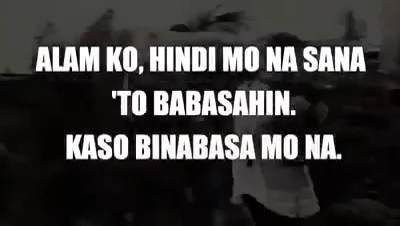 ALAM KO, HINDI MO NA SANA
'TO BABASAHIN.
KASO BINABASA MO NA.